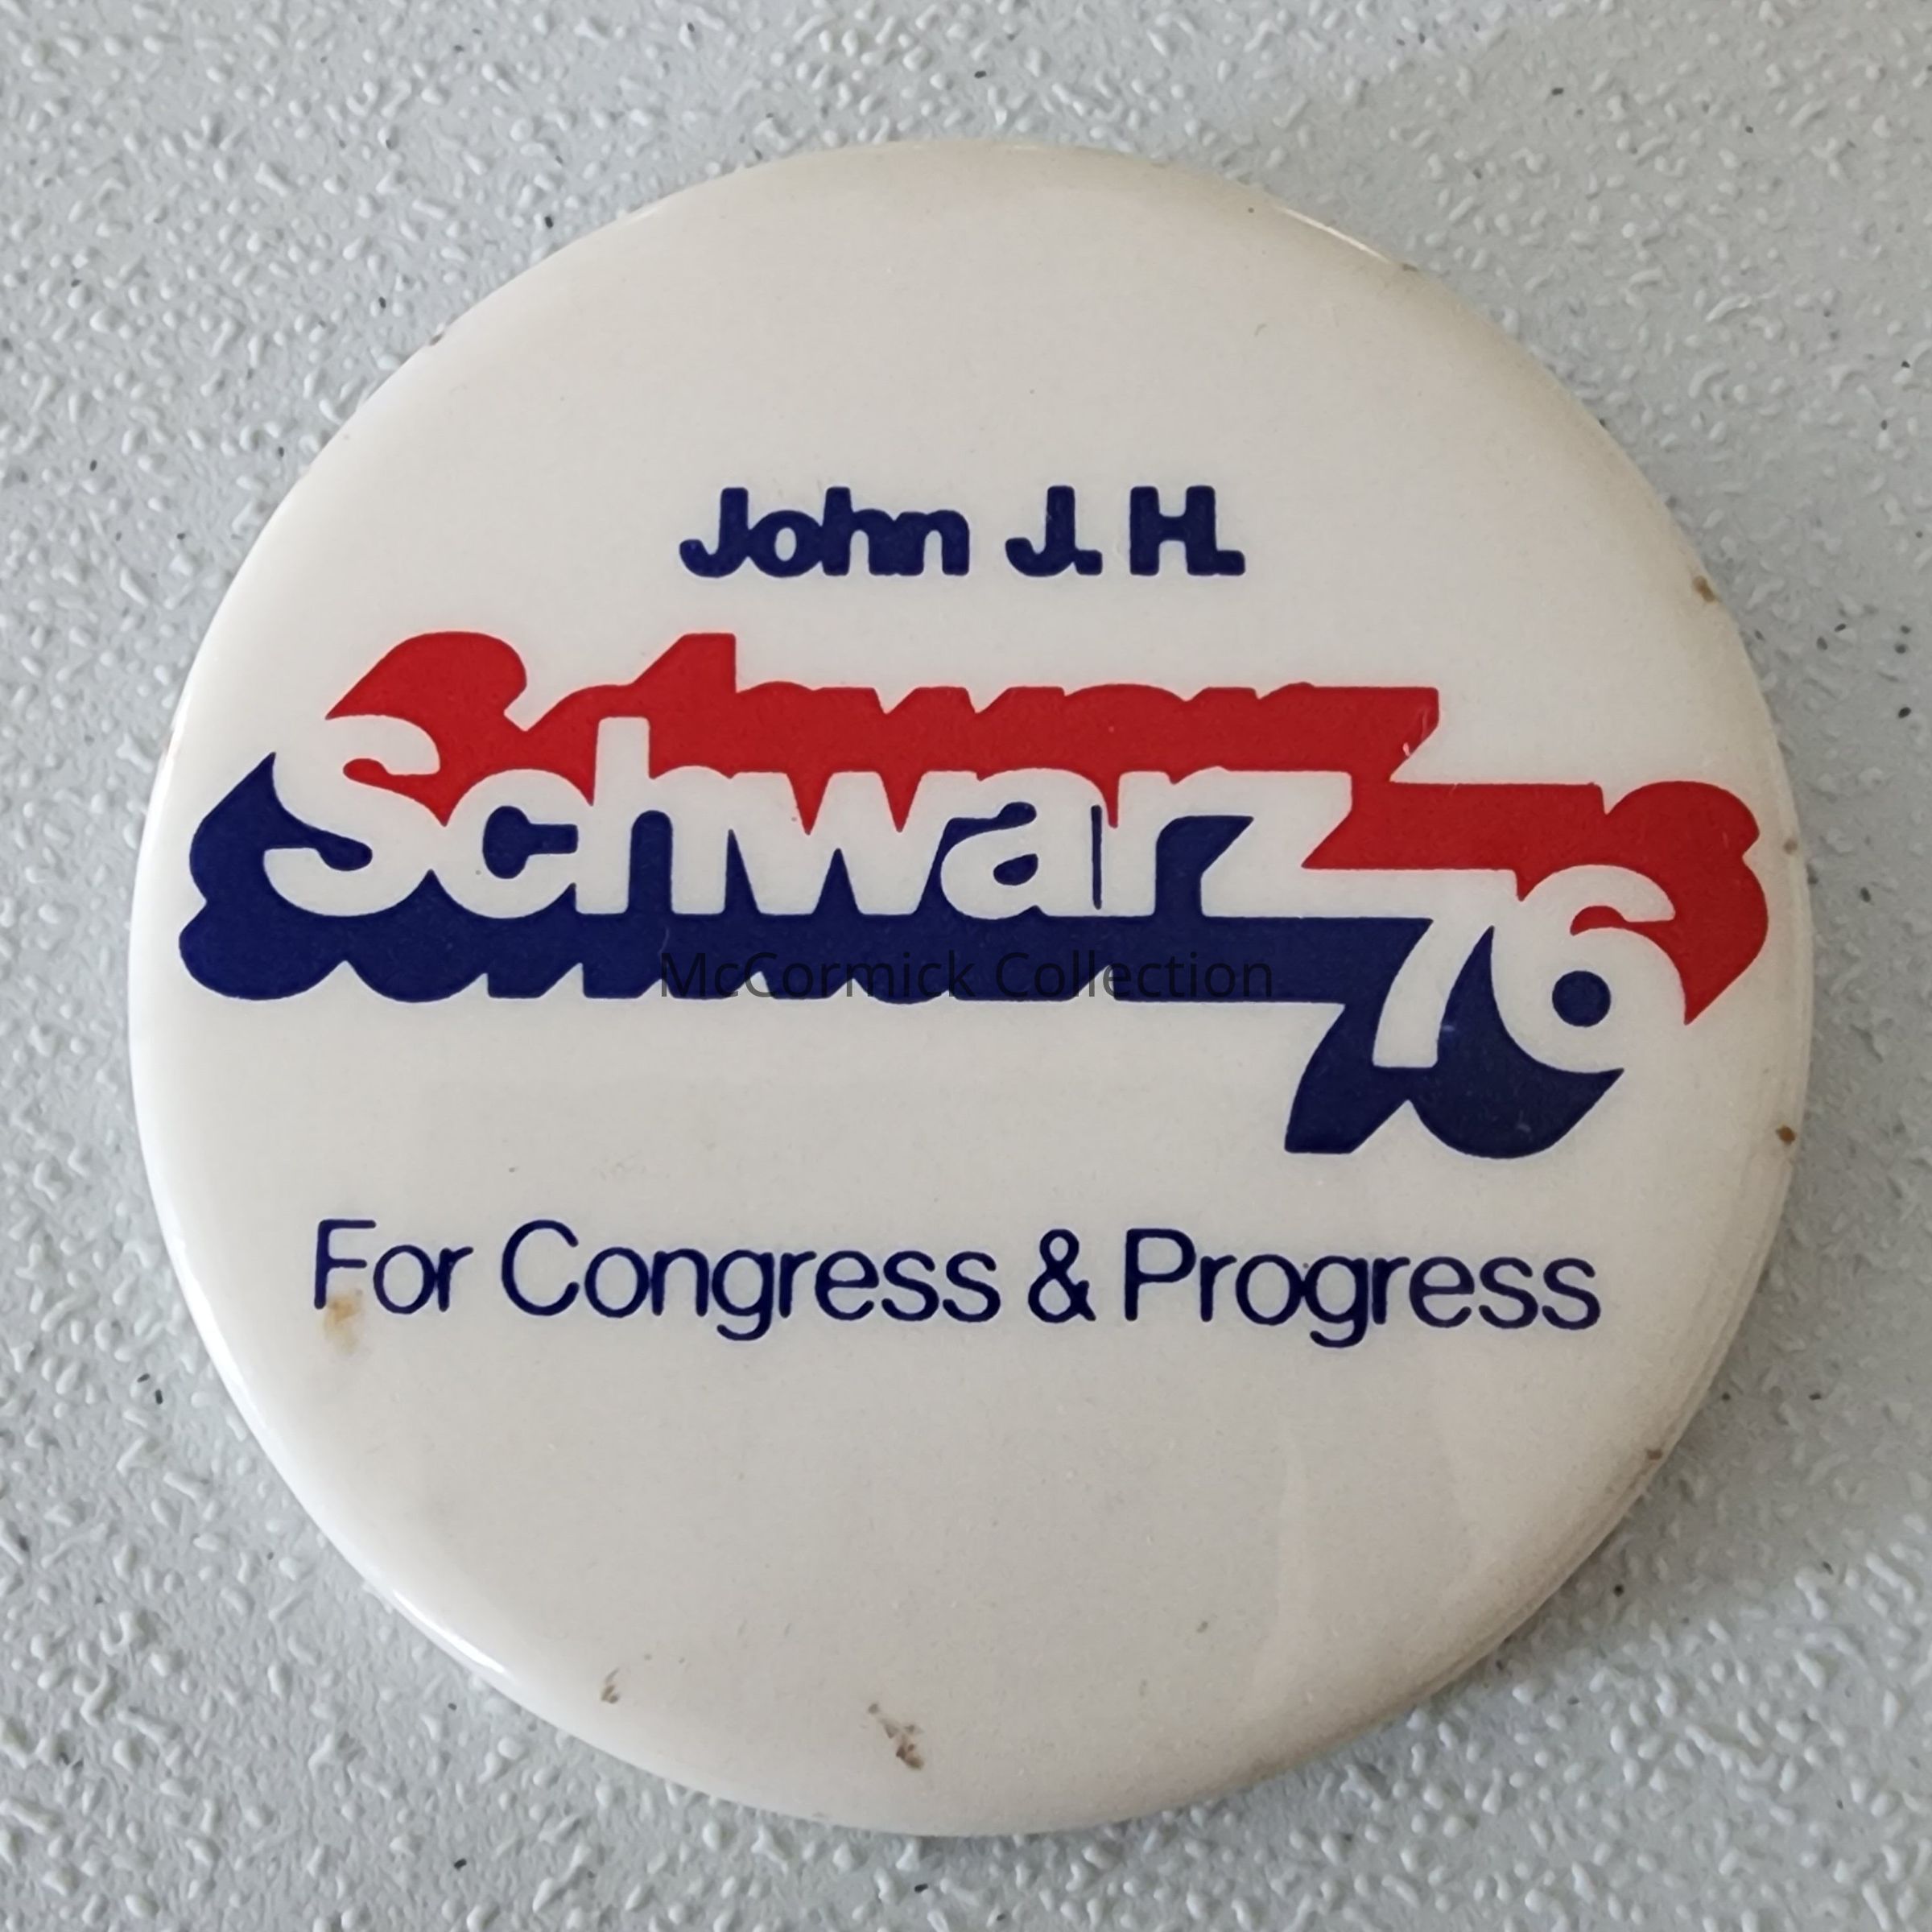 John J. H.
Schwarz
76
McCormick Collection
For Congress & Progress